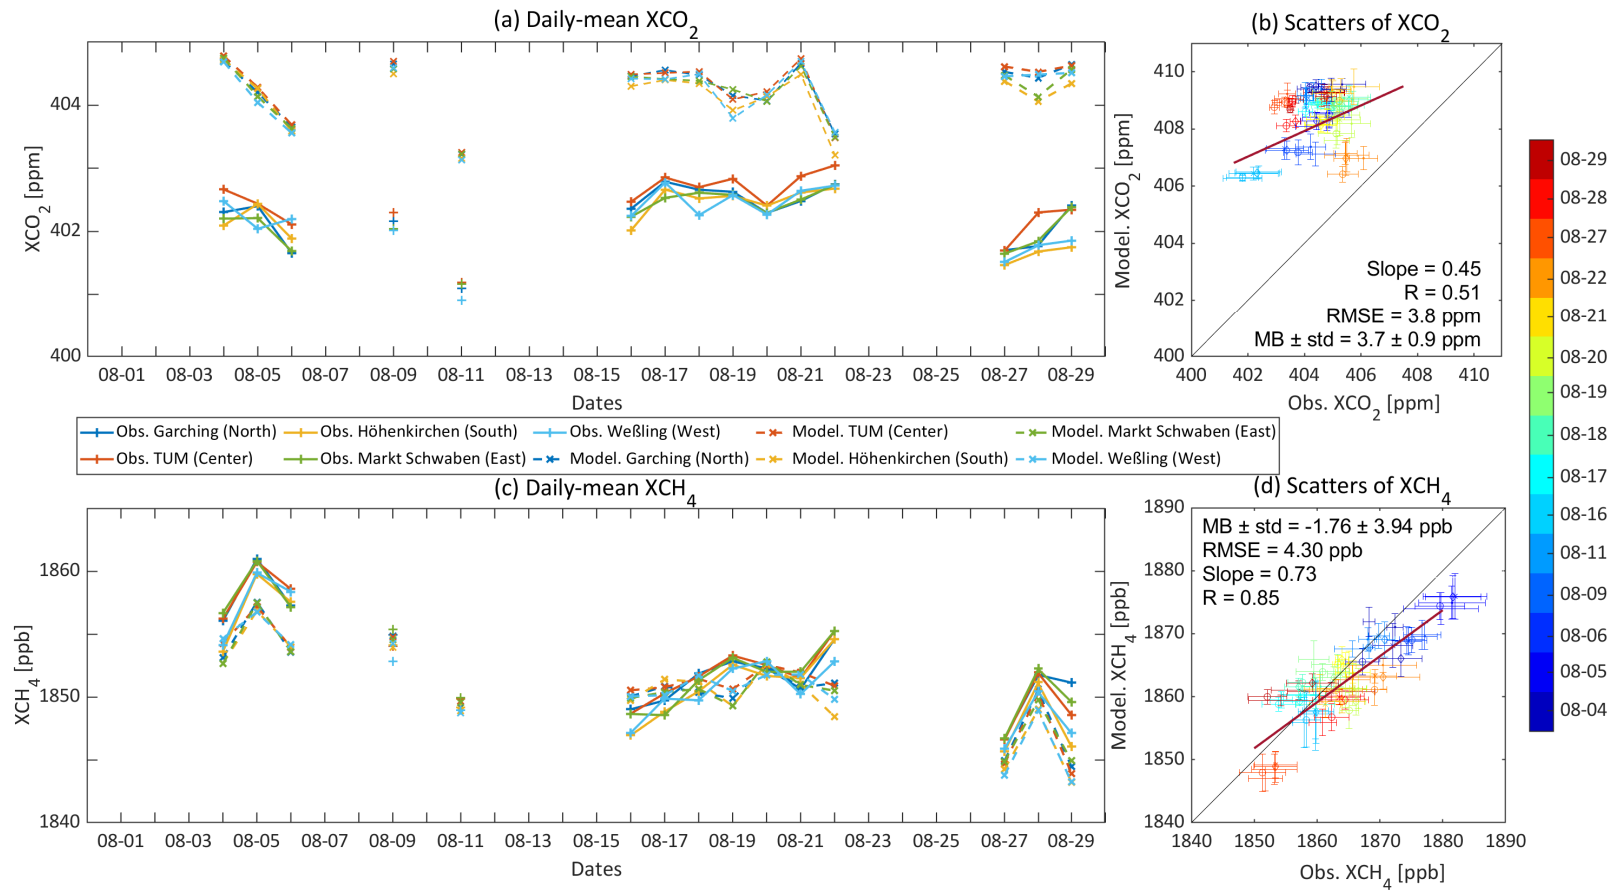 (a) Daily-mean XCO2
(b) Scatters of XCO2
XCO2 [ppm]
404
402
400
08-01 08-03 08-05 08-07 08-09 08-11 08-13 08-15 08-17 08-19 08-21 08-23 08-25 08-27 08-29
Dates
Model. XCO2 [ppm]
410
408
406
404
402
400
Slope = 0.45
R = 0.51
RMSE = 3.8 ppm
MB ± std = 3.7 ± 0.9 ppm
400 402 404 406 408 410
Obs. XCO2 [ppm]
Obs. Garching (North) Obs. Höhenkirchen (South) Obs. Weßling (West) Model. TUM (Center) Model. Markt Schwaben (East)
Obs. TUM (Center) Obs. Markt Schwaben (East) Model. Garching (North) Model. Höhenkirchen (South) Model. Weßling (West)
(c) Daily-mean XCH4
(d) Scatters of XCH4
XCH4 [ppb]
1860
1850
1840
08-01 08-03 08-05 08-07 08-09 08-11 08-13 08-15 08-17 08-19 08-21 08-23 08-25 08-27 08-29
Dates
Model. XCH4 [ppb]
1890
1880
1870
1860
1850
1840
MB ± std = -1.76 ± 3.94 ppb
RMSE = 4.30 ppb
Slope = 0.73
R = 0.85
1840 1850 1860 1870 1880 1890
Obs. XCH4 [ppb]
08-29
08-28
08-27
08-22
08-21
08-20
08-19
08-18
08-17
08-16
08-11
08-09
08-06
08-05
08-04